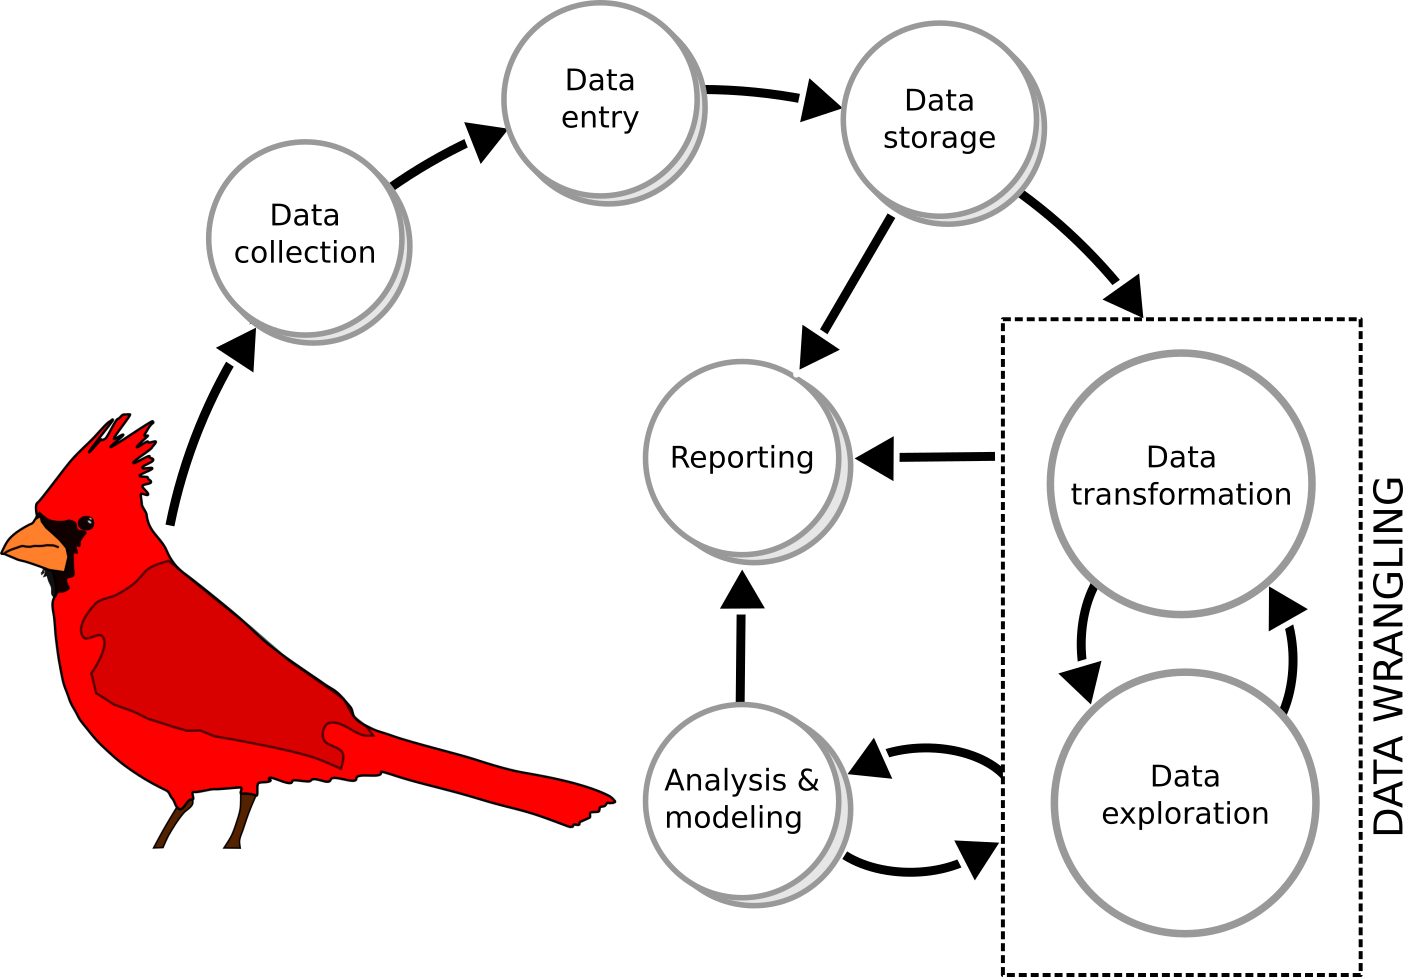 Data
entry
Data
storage
Data
collection
Reporting
Data
transformation
DATA WRANGLING
Analysis &
modeling
Data
exploration